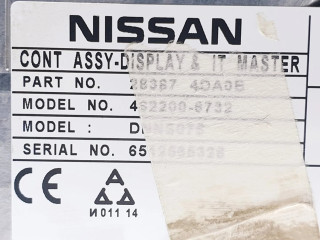 NISSAN
CONT ASSY-DISPLAY & IT MASTER
PART NO. 28387 4DA0E
MODEL NO. 462200-6732
MODEL :
SERIAL NO.
CE
И 011 14